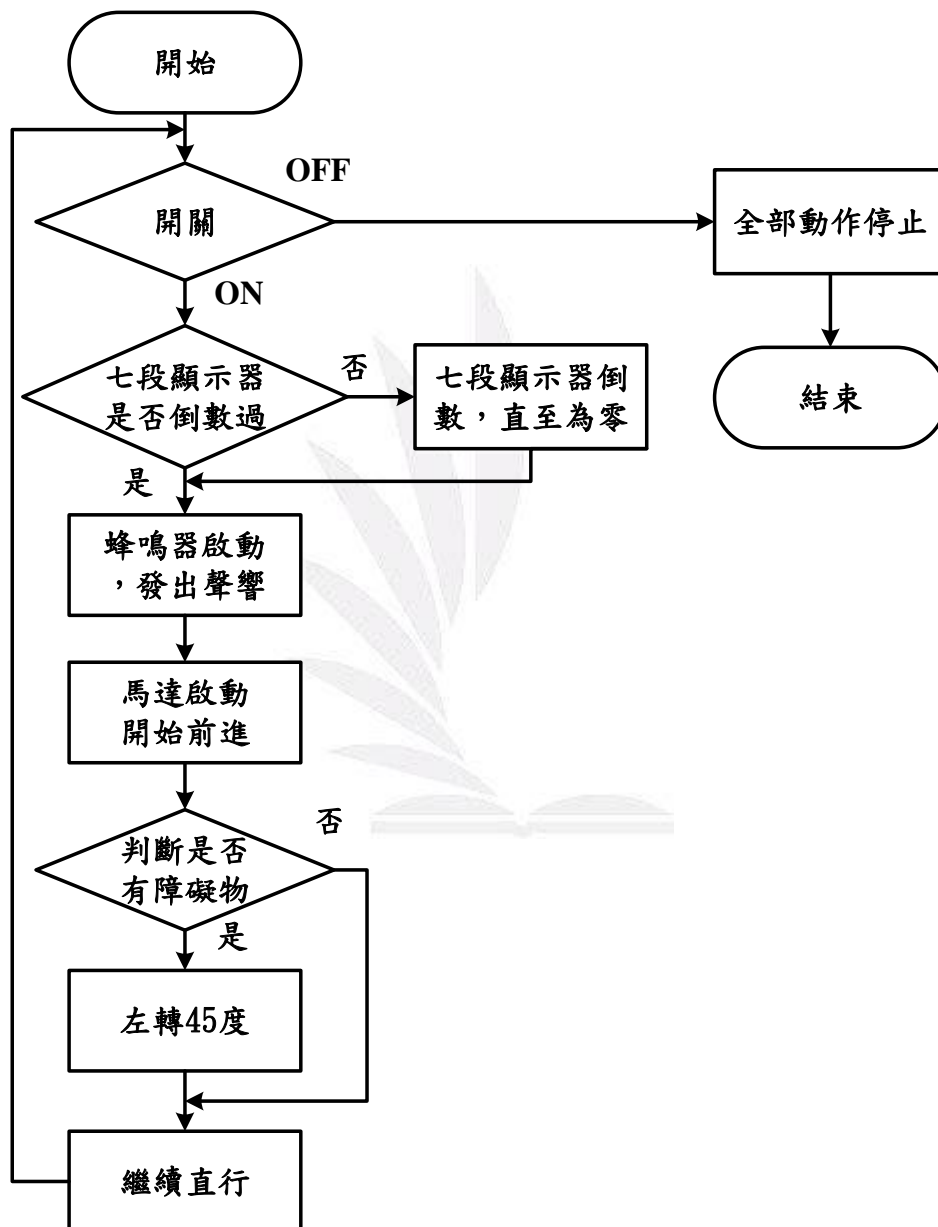 開始
OFF
開關
全部動作停止
ON
七段顯示器
是否倒數過
否
七段顯示器倒
數，直至為零
結束
是
蜂鳴器啟動
，發出聲響
馬達啟動
開始前進
否
判斷是否
有障礙物
是
左轉45度
繼續直行